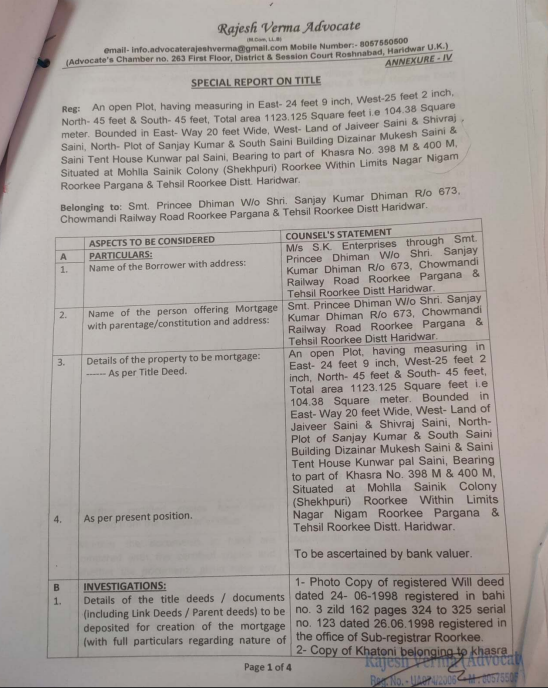 Rajesh Verma Advocate
(M.Com, LL.B)
email- info.advocaterajeshverma@gmail.com Mobile Number:- 8057550500
(Advocate's Chamber no. 263 First Floor, District & Session Court Roshnabad, Haridwar U.K.)
ANNEXURE - IV
SPECIAL REPORT ON TITLE
Reg: An open Plot, having measuring in East- 24 feet 9 inch, West-25 feet 2 inch,
North- 45 feet & South- 45 feet, Total area 1123.125 Square feet i.e 104.38 Square
meter. Bounded in East- Way 20 feet Wide, West- Land of Jaiveer Saini & Shivraj
Saini, North- Plot of Sanjay Kumar & South Saini Building Dizainar Mukesh Saini &
Saini Tent House Kunwar pal Saini, Bearing to part of Khasra No. 398 M & 400 M,
Situated at Mohlla Sainik Colony (Shekhpuri) Roorkee Within Limits Nagar Nigam
Roorkee Pargana & Tehsil Roorkee Distt. Haridwar.
Belonging to: Smt. Princee Dhiman W/o Shri. Sanjay Kumar Dhiman R/o 673,
Chowmandi Railway Road Roorkee Pargana & Tehsil Roorkee Distt Haridwar.
ASPECTS TO BE CONSIDERED
COUNSEL'S STATEMENT
A
PARTICULARS:
1.
Name of the Borrower with address:
M/s S.K. Enterprises through Smt.
Princee Dhiman W/o Shri. Sanjay
Kumar Dhiman R/o 673, Chowmandi
Railway Road Roorkee Pargana &
Tehsil Roorkee Distt Haridwar.
2.
Name of the person offering Mortgage
with parentage/constitution and address:
Smt. Princee Dhiman W/o Shri. Sanjay
Kumar Dhiman R/o 673, Chowmandi
Railway Road Roorkee Pargana &
Tehsil Roorkee Distt Haridwar.
3.
Details of the property to be mortgage:
------ As per Title Deed.
An open Plot, having measuring in
East- 24 feet 9 inch, West-25 feet 2
inch, North- 45 feet & South- 45 feet,
Total area 1123.125 Square feet i.e
104.38 Square meter. Bounded in
East- Way 20 feet Wide, West- Land of
Jaiveer Saini & Shivraj Saini, North-
Plot of Sanjay Kumar & South Saini
Building Dizainar Mukesh Saini & Saini
Tent House Kunwar pal Saini, Bearing
to part of Khasra No. 398 M & 400 M,
Situated at Mohlla Sainik Colony
(Shekhpuri) Roorkee Within Limits
Nagar Nigam Roorkee Pargana &
Tehsil Roorkee Distt. Haridwar.
4.
As per present position.
To be ascertained by bank valuer.
B
INVESTIGATIONS:
1.
Details of the title deeds / documents
(including Link Deeds / Parent deeds) to be
deposited for creation of the mortgage
(with full particulars regarding nature of
1- Photo Copy of registered Will deed
dated 24- 06-1998 registered in bahi
no. 3 zild 162 pages 324 to 325 serial
no. 123 dated 26.06.1998 registered in
the office of Sub-registrar Roorkee.
2- Copy of Khatoni belonging to khasra
Page 1 of 4
Rajesh Verma Advocate
Reg. No.-